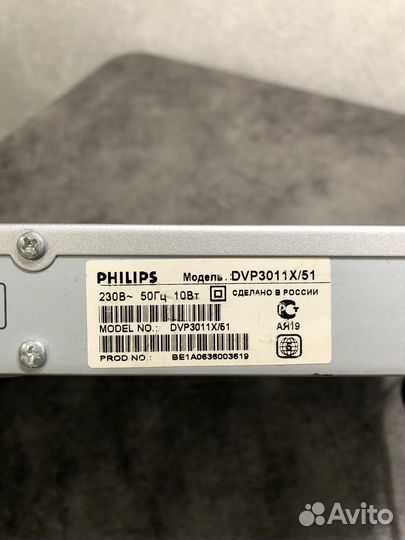 PHILIPS Модель.: DVP3011X/51
230В~ 50Гц 10Вт СДЕЛАНО В РОССИИ
MODEL NO.: DVP3011X/51
АЯ19
PROD NO.: BE1A0636003619
Avito